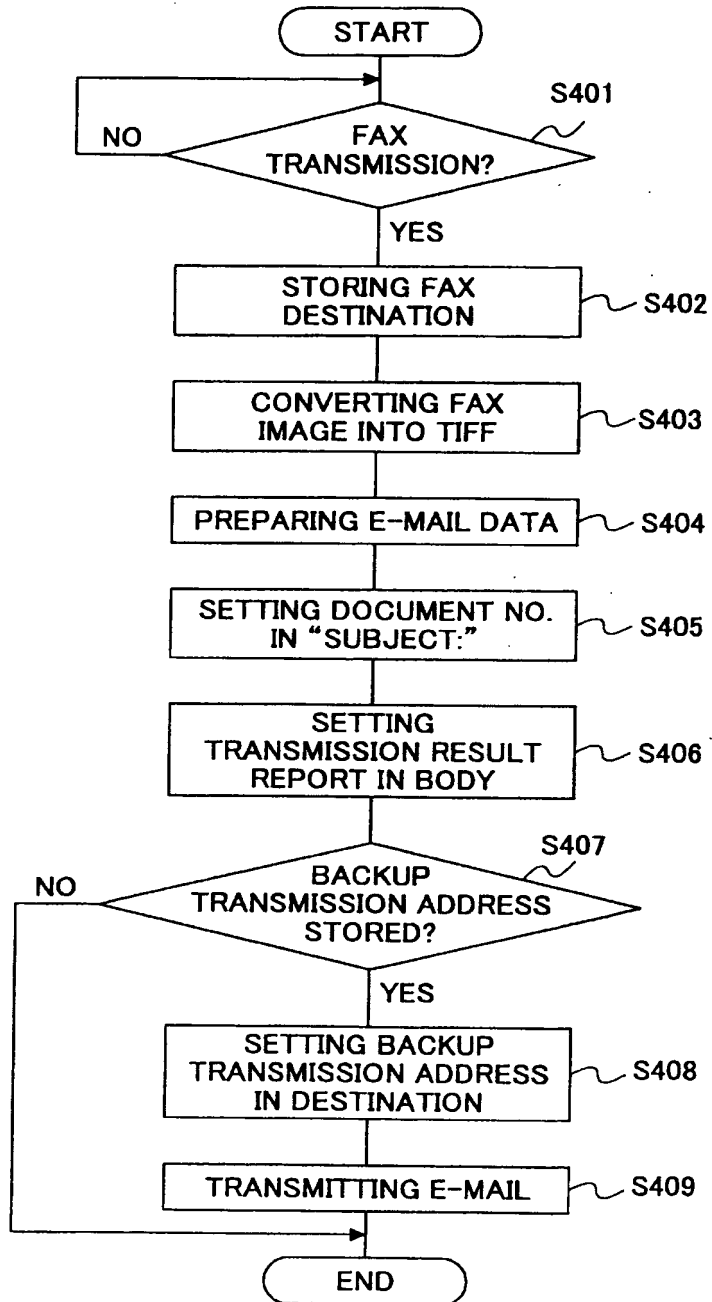 START
S401
FAX
TRANSMISSION?
NO
YES
STORING FAX
DESTINATION
S402
CONVERTING FAX
IMAGE INTO TIFF
S403
PREPARING E-MAIL DATA
S404
SETTING DOCUMENT NO.
IN “SUBJECT:”
S405
SETTING
TRANSMISSION RESULT
REPORT IN BODY
S406
S407
BACKUP
TRANSMISSION ADDRESS
STORED?
NO
YES
SETTING BACKUP
TRANSMISSION ADDRESS
IN DESTINATION
S408
TRANSMITTING E-MAIL
S409
END